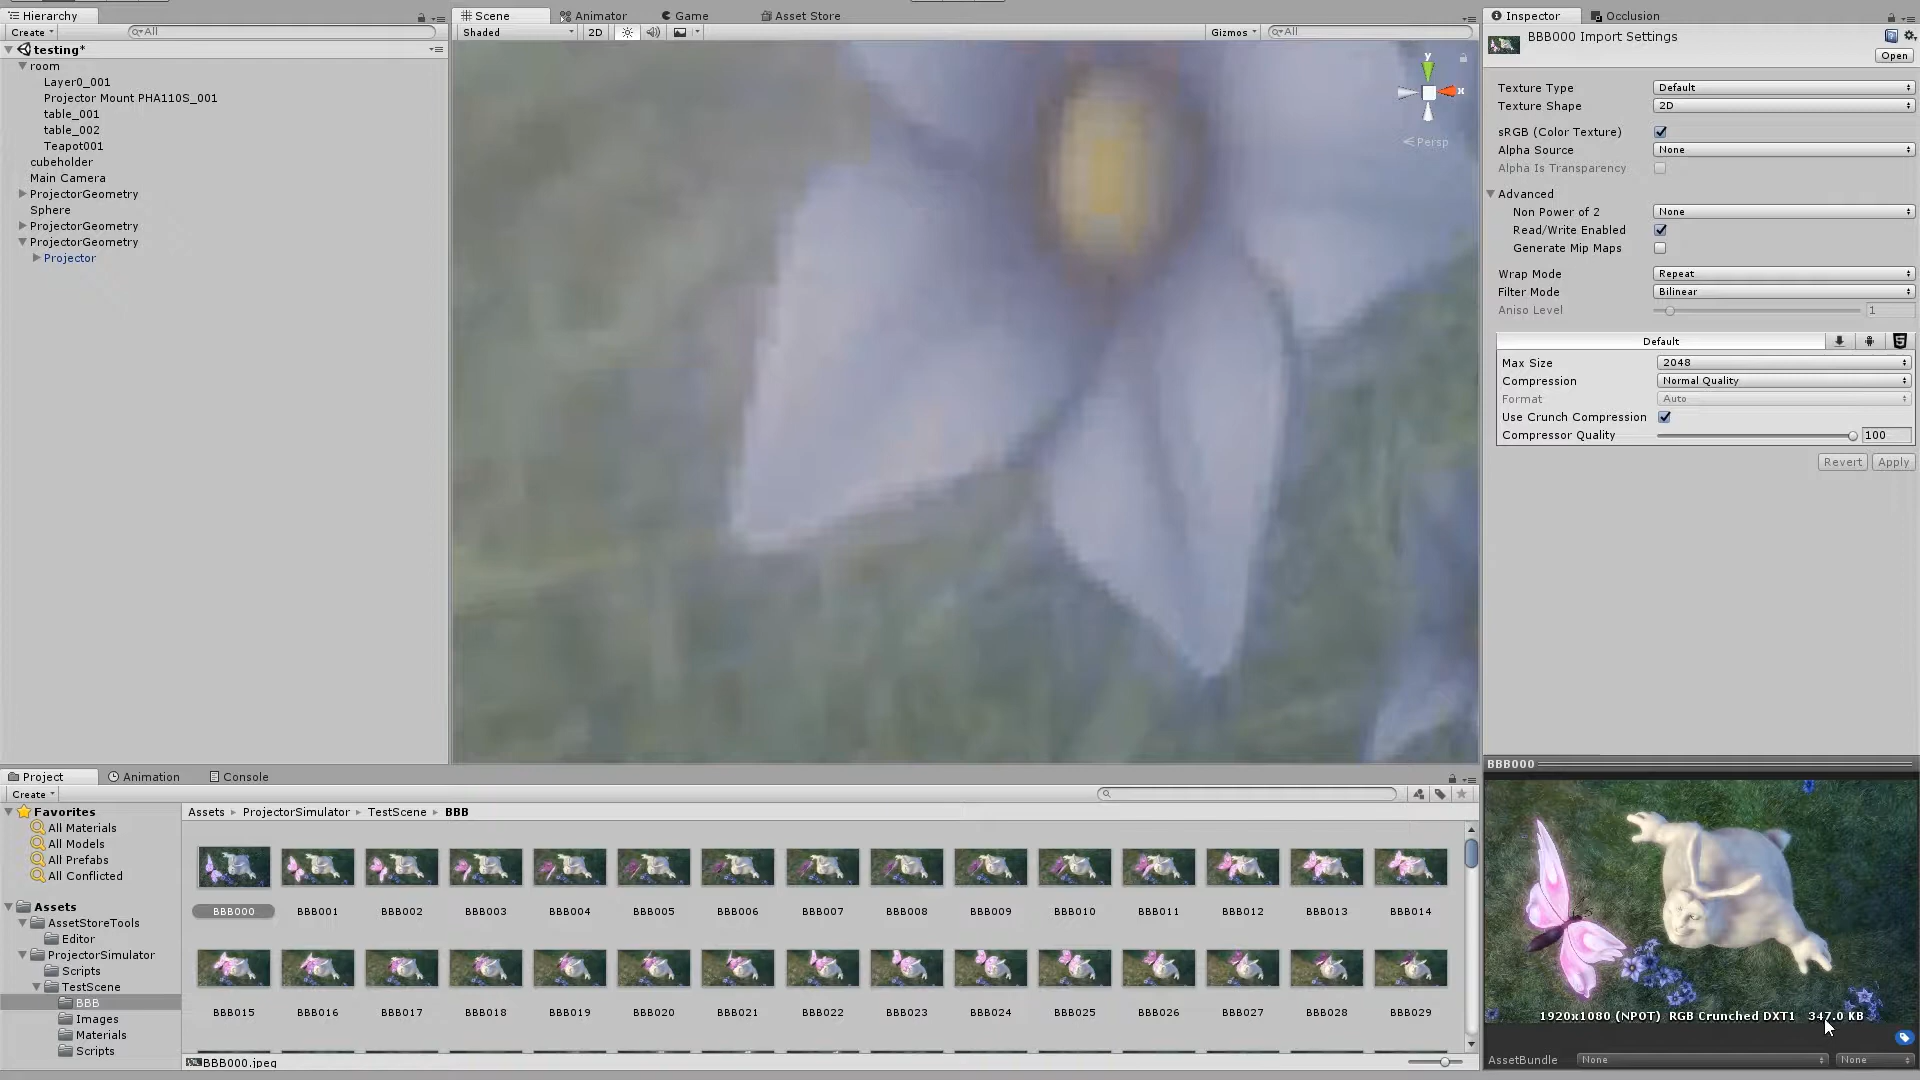 Hierarchy
Create
All
testing*
room
Layer0_001
Projector Mount PHA110S_001
table_001
table_002
Teapot001
cubeholder
Main Camera
ProjectorGeometry
Sphere
ProjectorGeometry
ProjectorGeometry
Projector
Scene
Animator
Game
Asset Store
Shaded
2D
Gizmos
All
y
x
Persp
Inspector
Occlusion
BBB000 Import Settings
Open
Texture Type
Default
Texture Shape
2D
sRGB (Color Texture)
Alpha Source
None
Alpha Is Transparency
Advanced
Non Power of 2
None
Read/Write Enabled
Generate Mip Maps
Wrap Mode
Repeat
Filter Mode
Bilinear
Aniso Level
1
Default
Max Size
2048
Compression
Normal Quality
Format
Auto
Use Crunch Compression
Compressor Quality
100
Revert
Apply
Project
Animation
Console
Create
Favorites
All Materials
All Models
All Prefabs
All Conflicted
Assets
AssetStoreTools
Editor
ProjectorSimulator
Scripts
TestScene
BBB
Images
Materials
Scripts
Assets ProjectorSimulator TestScene BBB
BBB000 BBB001 BBB002 BBB003 BBB004 BBB005 BBB006 BBB007 BBB008 BBB009 BBB010 BBB011 BBB012 BBB013 BBB014
BBB015 BBB016 BBB017 BBB018 BBB019 BBB020 BBB021 BBB022 BBB023 BBB024 BBB025 BBB026 BBB027 BBB028 BBB029
BBB000.jpeg
BBB000
1920x1080 (NPOT) RGB Crunched DXT1 347.0 KB
AssetBundle
None
None